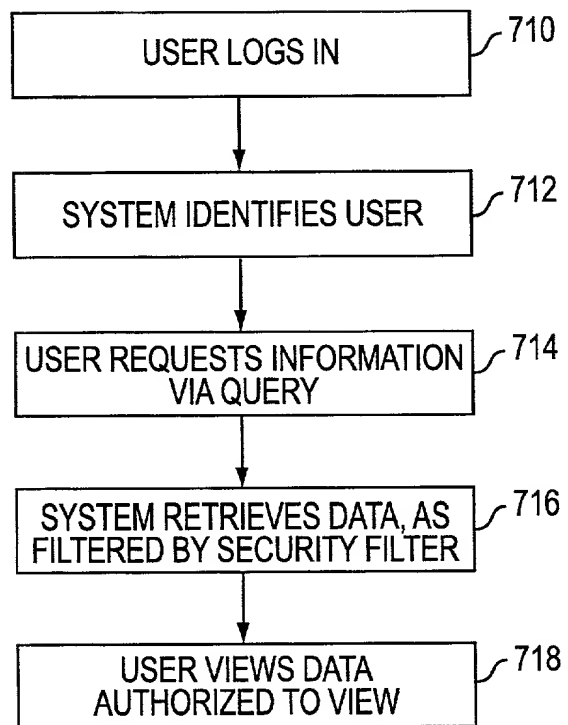 USER LOGS IN
710
SYSTEM IDENTIFIES USER
712
USER REQUESTS INFORMATION
VIA QUERY
714
SYSTEM RETRIEVES DATA, AS
FILTERED BY SECURITY FILTER
716
USER VIEWS DATA
AUTHORIZED TO VIEW
718